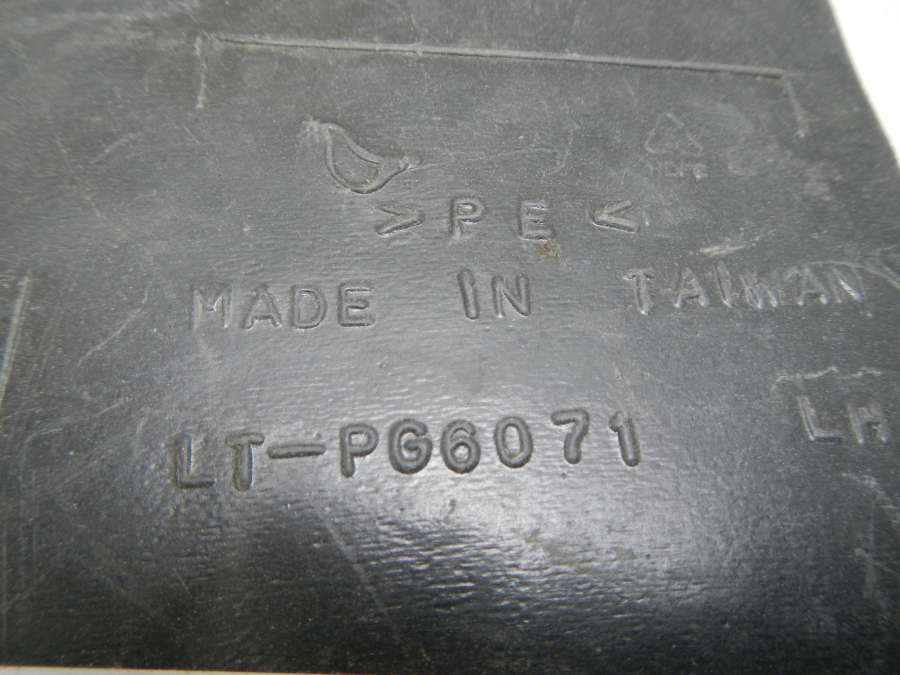 >PE<
MADE IN TAIWAN
LH
LT-PG6071